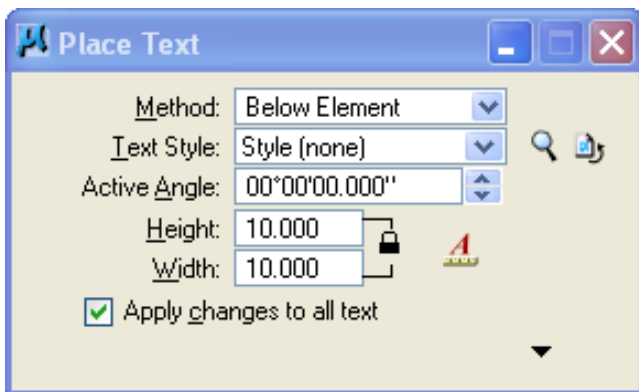 Place Text
Method: Below Element
Text Style: Style (none)
Active Angle: 00°00'00.000"
Height: 10.000
Width: 10.000
Apply changes to all text